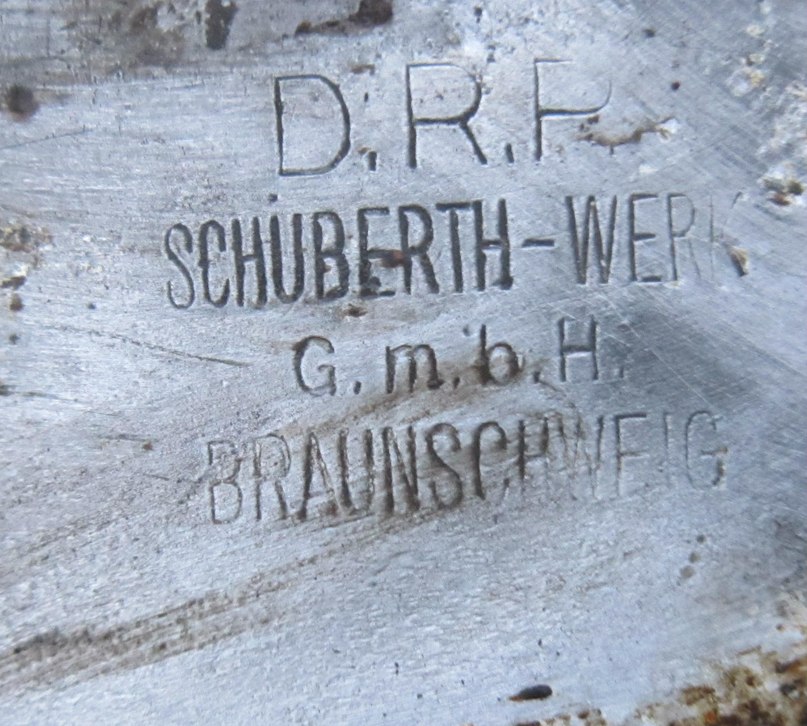 D.R.P
SCHUBERTH-WERK
G.m.b.H.
BRAUNSCHWEIG